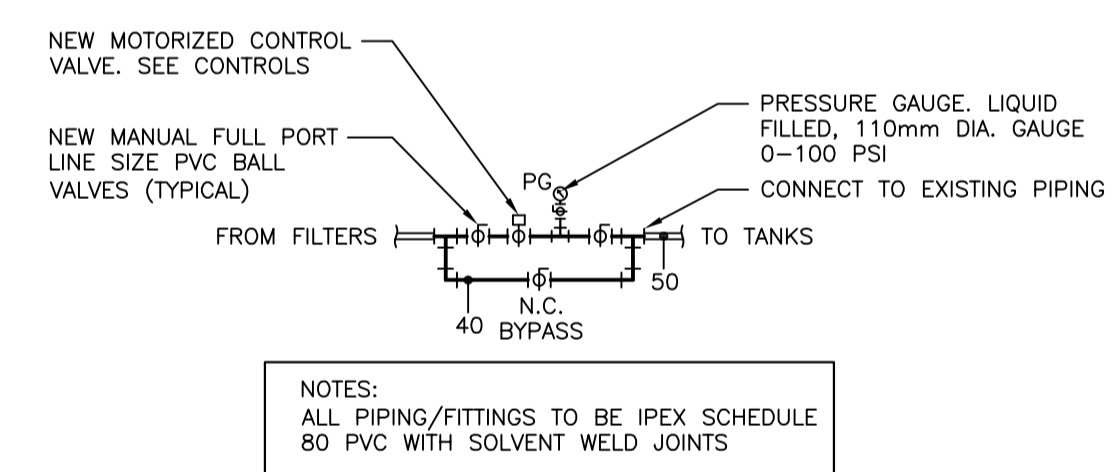 NEW MOTORIZED CONTROL
VALVE. SEE CONTROLS
NEW MANUAL FULL PORT
LINE SIZE PVC BALL
VALVES (TYPICAL)
PRESSURE GAUGE. LIQUID
FILLED, 110mm DIA. GAUGE
0-100 PSI
PG
CONNECT TO EXISTING PIPING
FROM FILTERS
TO TANKS
50
40
N.C.
BYPASS
NOTES:
ALL PIPING/FITTINGS TO BE IPEX SCHEDULE
80 PVC WITH SOLVENT WELD JOINTS